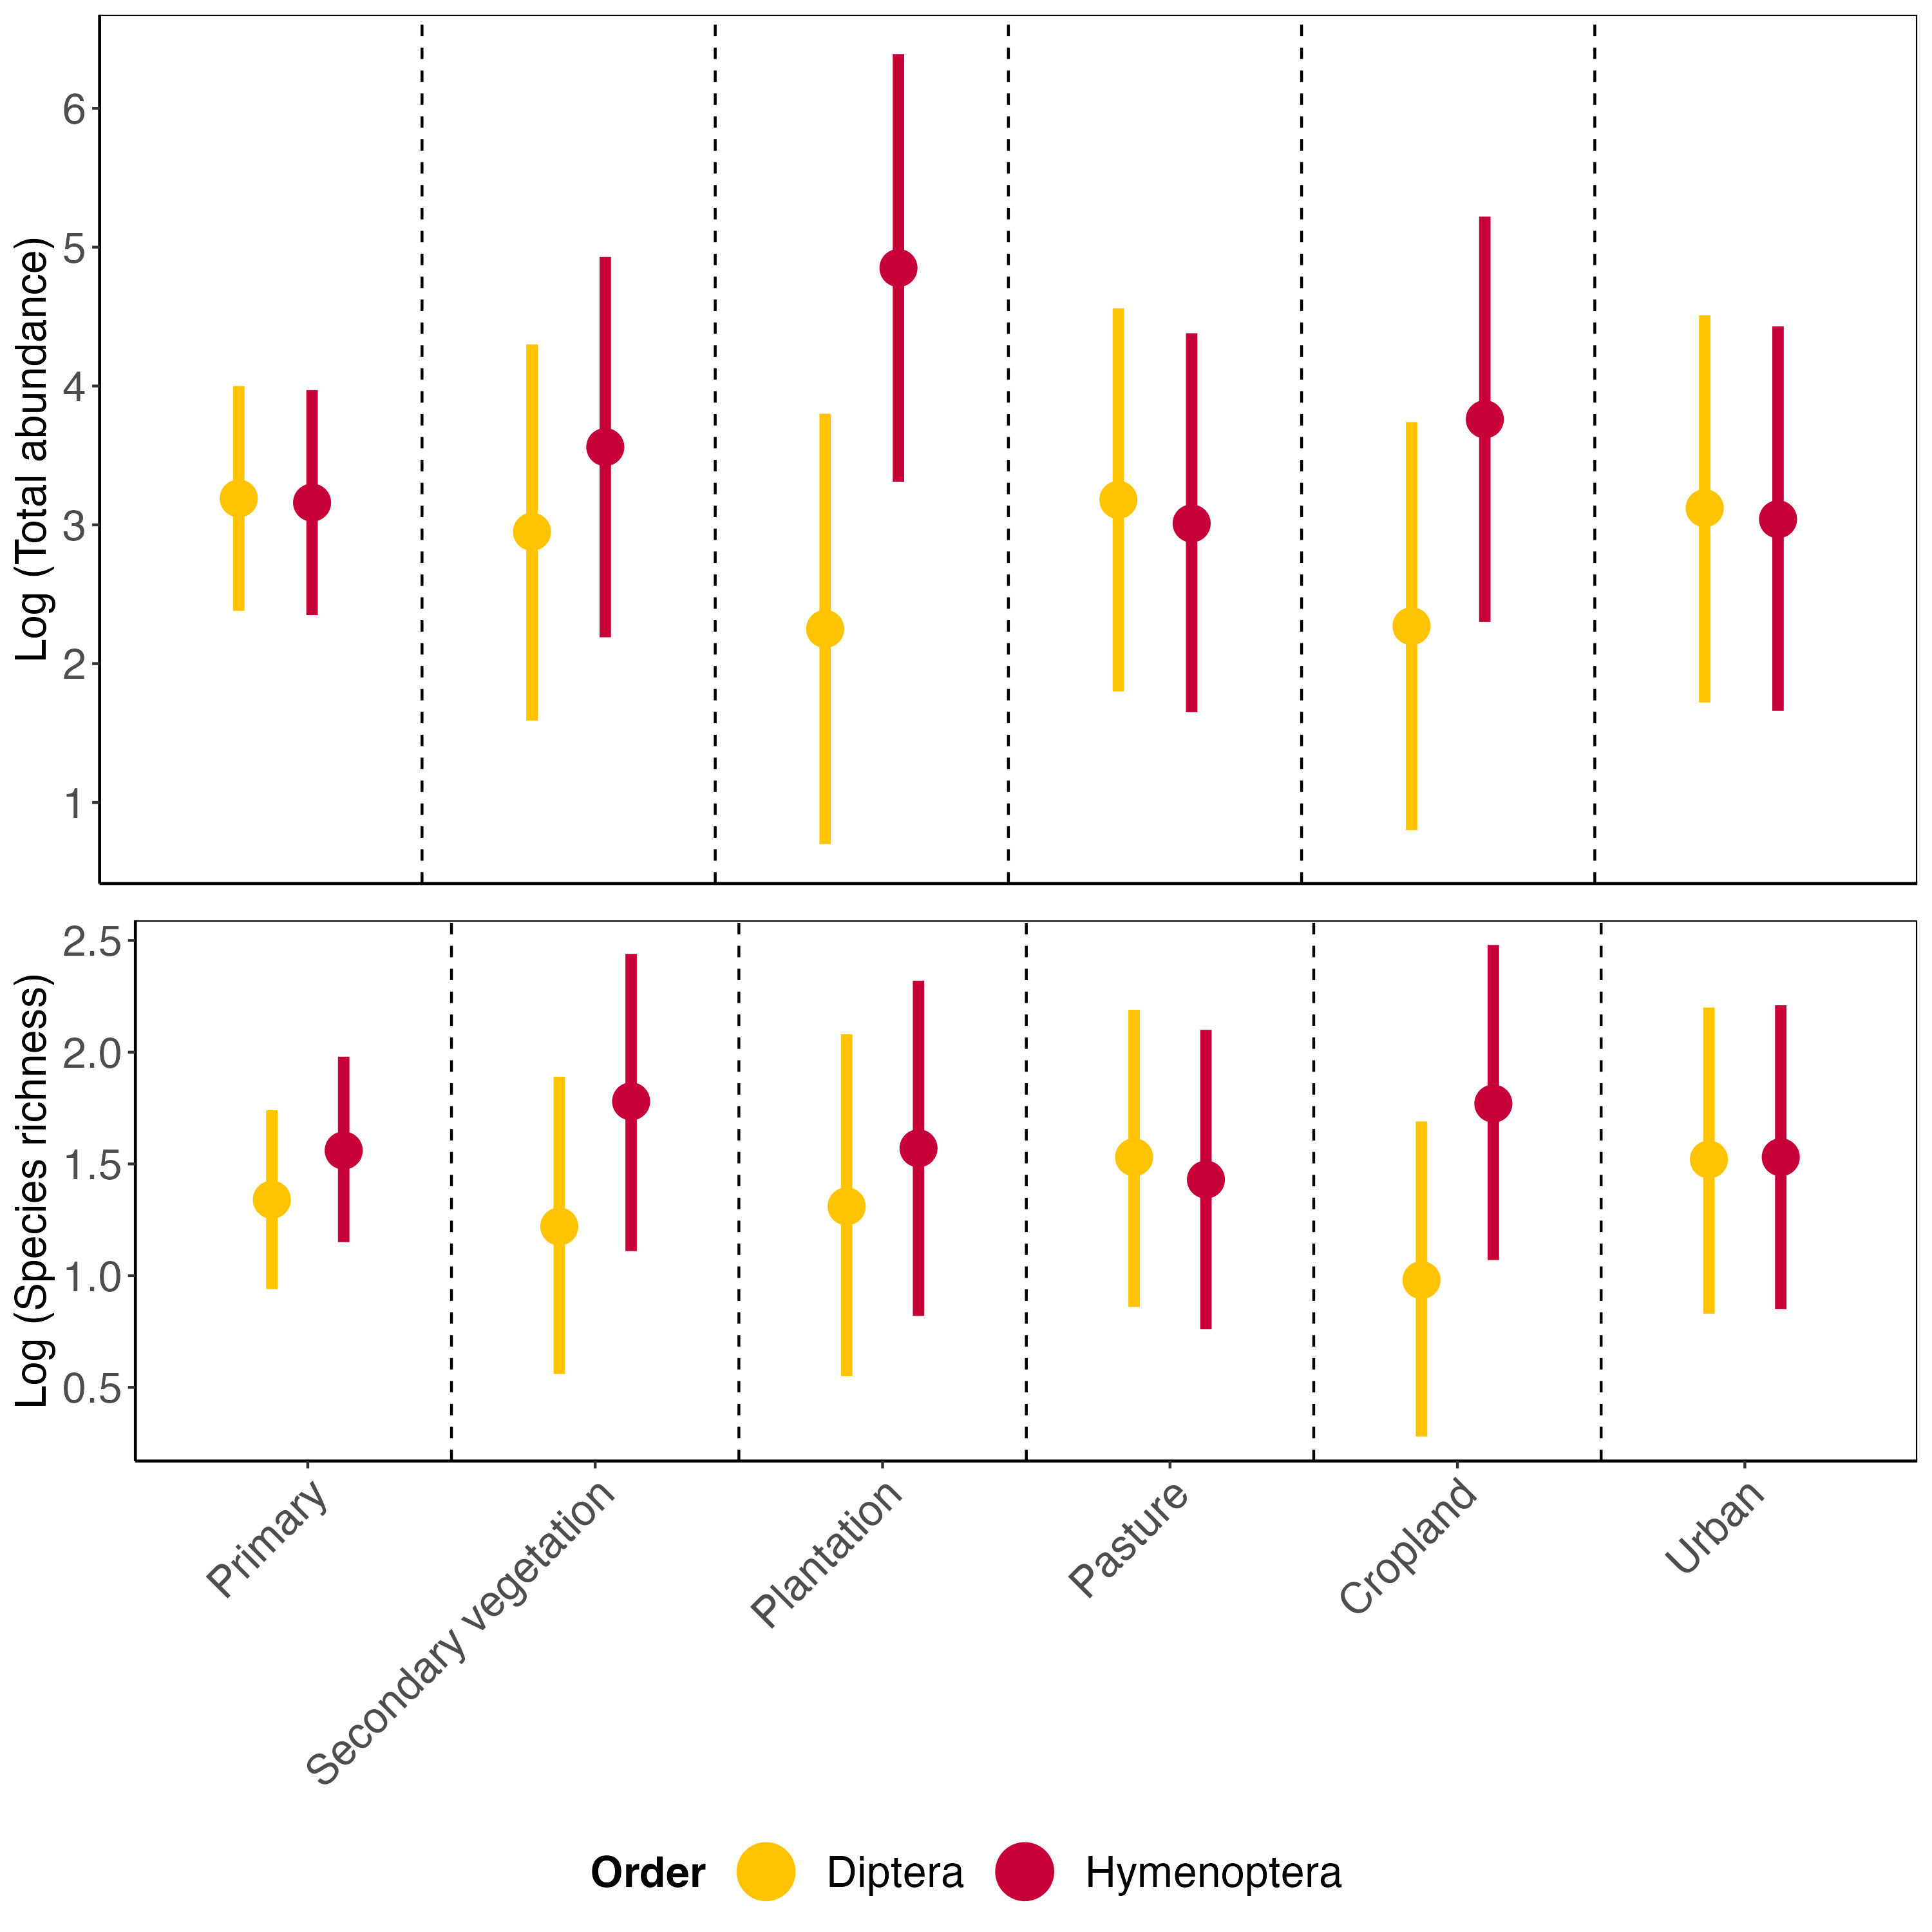 Log (Total abundance)
6
5
4
3
2
1
Log (Species richness)
2.5
2.0
1.5
1.0
0.5
Primary
Secondary vegetation
Plantation
Pasture
Cropland
Urban
Order Diptera Hymenoptera